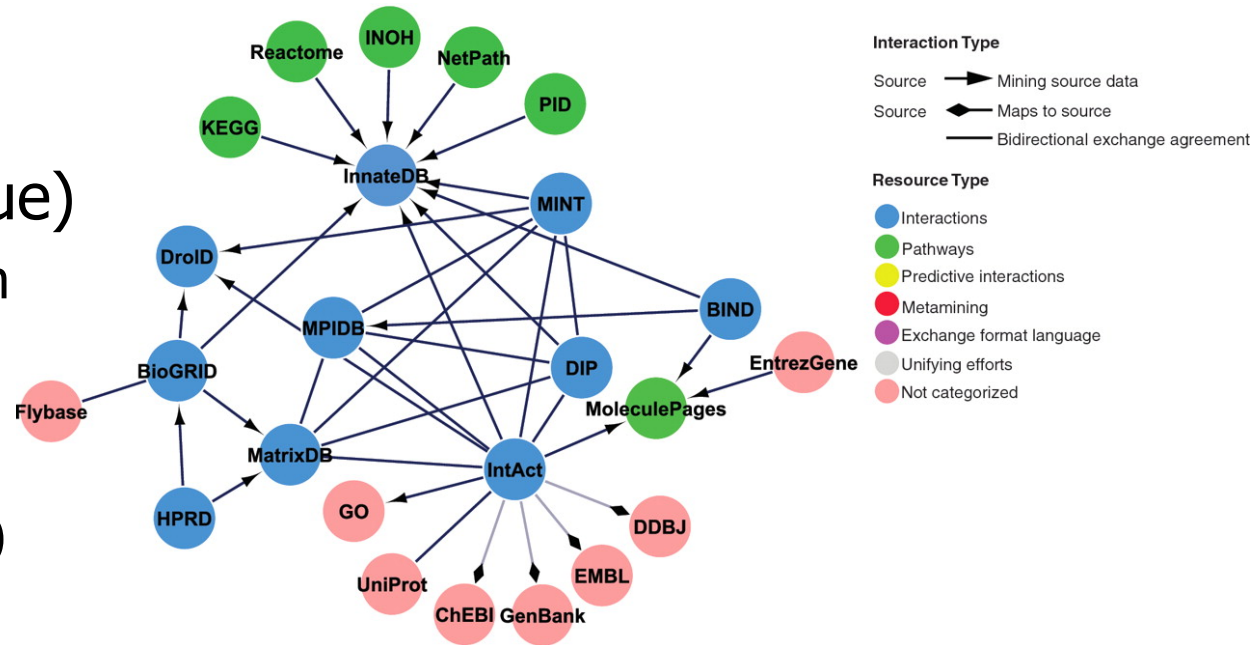 INOH
Reactome
NetPath
PID
KEGG
InnateDB
MINT
DroID
MPIDB
BIND
BioGRID
DIP
EntrezGene
Flybase
MoleculePages
MatrixDB
IntAct
HPRD
GO
DDBJ
UniProt
EMBL
ChEBI
GenBank
Interaction Type
Source Mining source data
Source Maps to source
Bidirectional exchange agreement
Resource Type
Interactions
Pathways
Predictive interactions
Metamining
Exchange format language
Unifying efforts
Not categorized
ue)
)